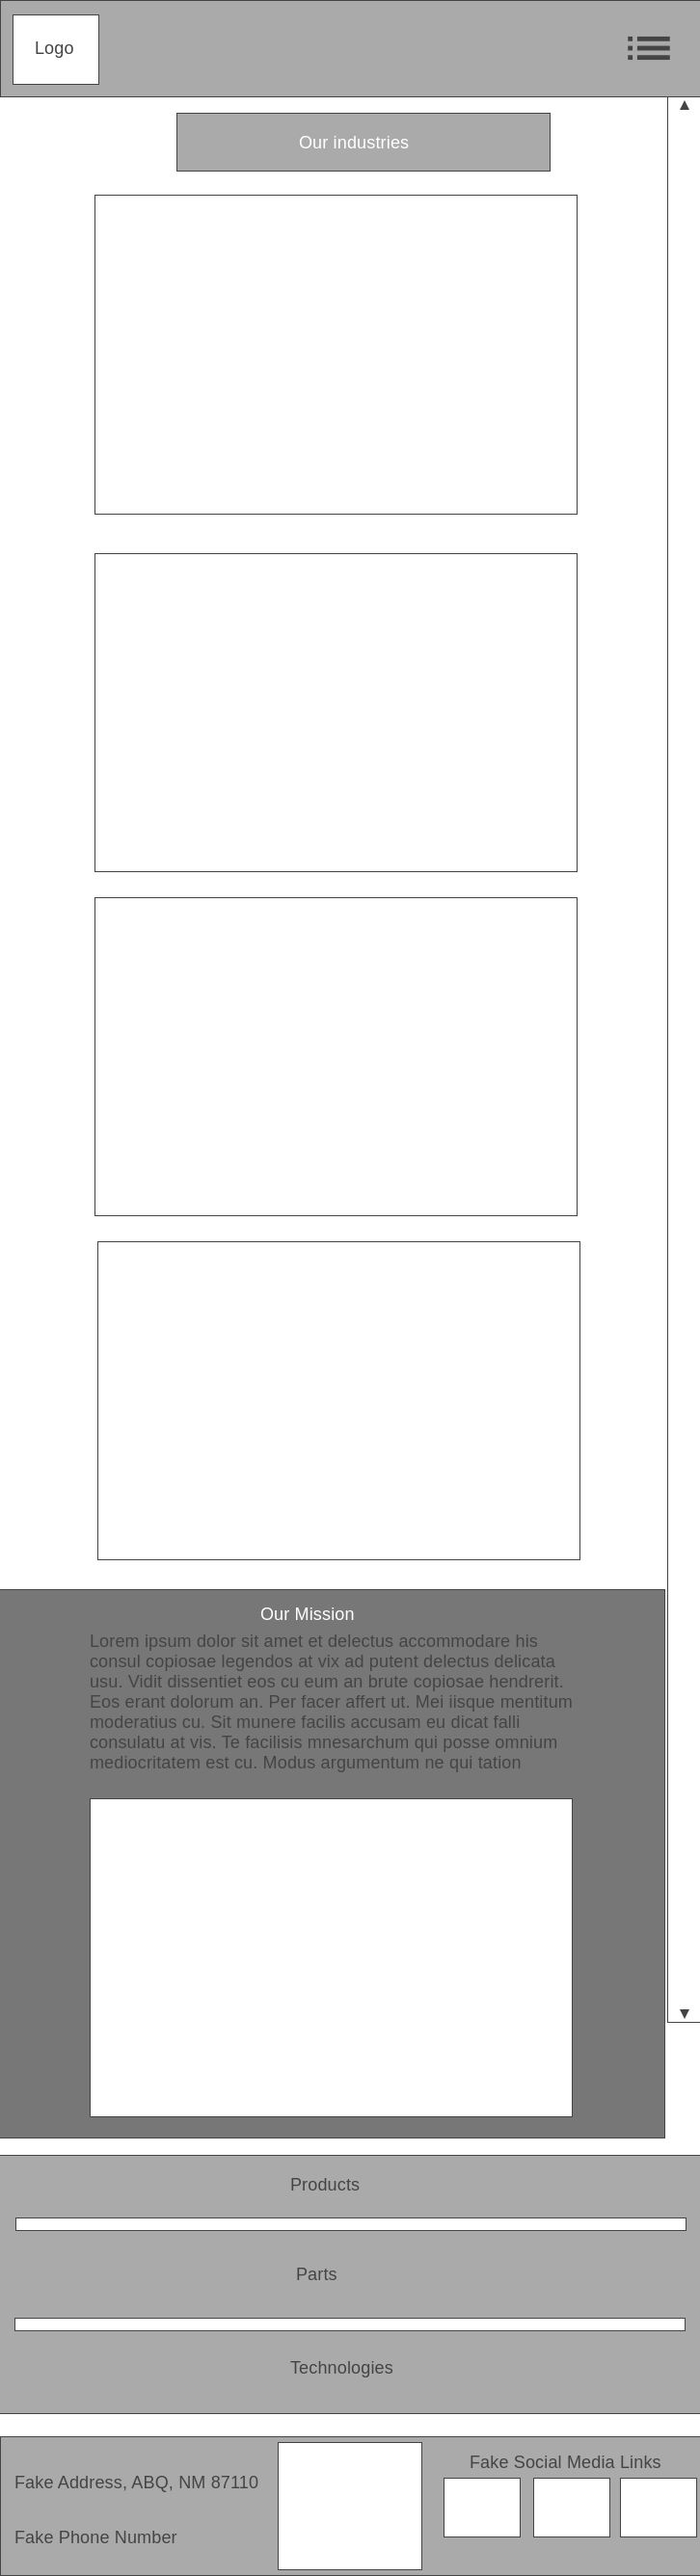 Logo
Our industries
Our Mission
Lorem ipsum dolor sit amet et delectus accommodare his
consul copiosae legendos at vix ad putent delectus delicata
usu. Vidit dissentiet eos cu eum an brute copiosae hendrerit.
Eos erant dolorum an. Per facer affert ut. Mei iisque mentitum
moderatius cu. Sit munere facilis accusam eu dicat falli
consulatu at vis. Te facilisis mnesarchum qui posse omnium
mediocritatem est cu. Modus argumentum ne qui tation
Products
Parts
Technologies
Fake Address, ABQ, NM 87110
Fake Phone Number
Fake Social Media Links